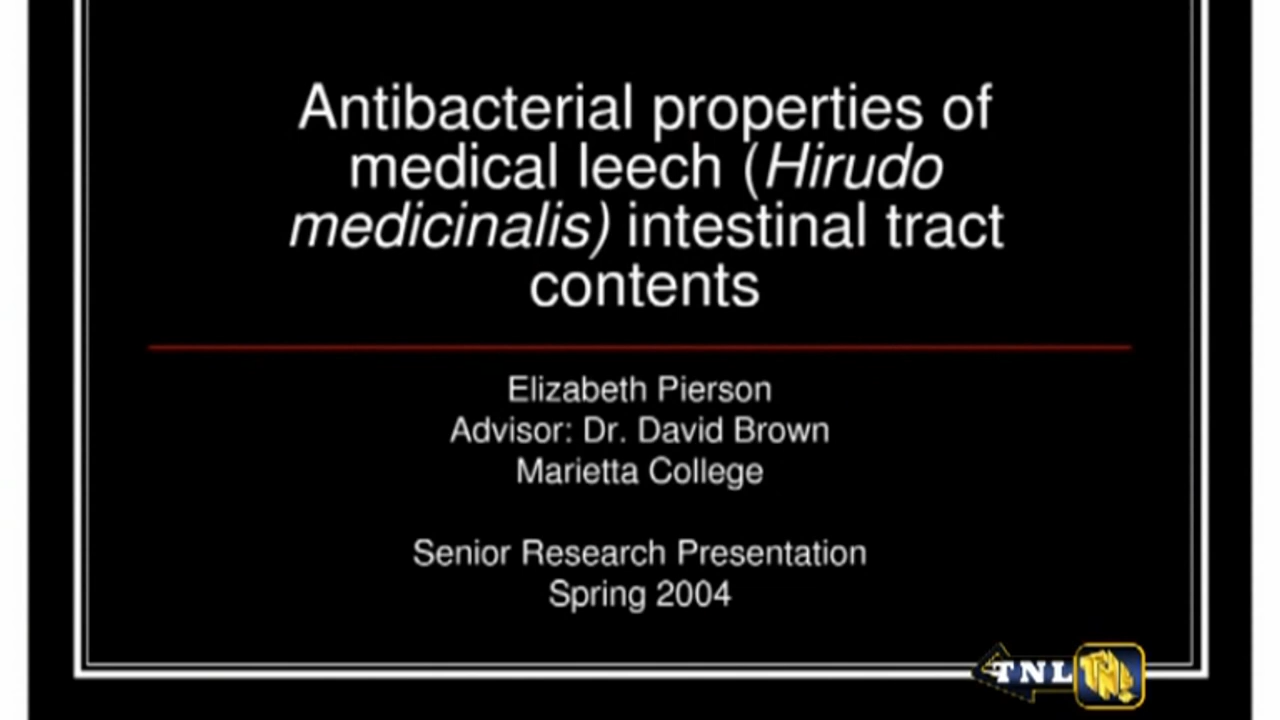 Antibacterial properties of
medical leech (Hirudo
medicinalis) intestinal tract
contents
Elizabeth Pierson
Advisor: Dr. David Brown
Marietta College
Senior Research Presentation
Spring 2004
TNL TNL